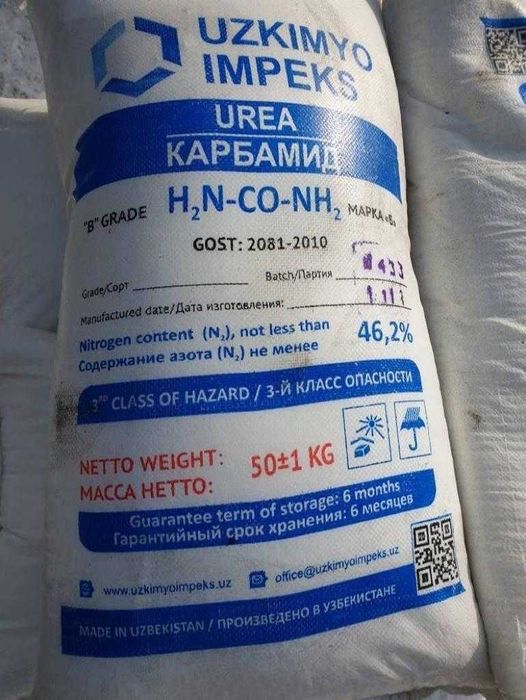 UZKIMYO
IMPEKS
UREA
КАРБАМИД
"B" GRADE H₂N-CO-NH₂ МАРКА «Б»
GOST: 2081-2010
Grade/Сорт Batch/Партия 433
Manufactured date/Дата изготовления:
Nitrogen content (N₂), not less than 46,2%
Содержание азота (N₂) не менее
3RD CLASS OF HAZARD / 3-Й КЛАСС ОПАСНОСТИ
NETTO WEIGHT: 50±1 KG
МАССА НЕТТО:
Guarantee term of storage: 6 months
Гарантийный срок хранения: 6 месяцев
www.uzkimyoimpeks.uz office@uzkimyoimpeks.uz
MADE IN UZBEKISTAN / ПРОИЗВЕДЕНО В УЗБЕКИСТАНЕ